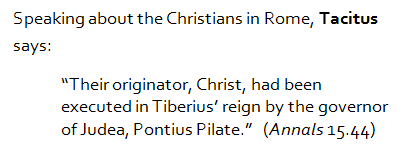 Speaking about the Christians in Rome, Tacitus
says:
“Their originator, Christ, had been
executed in Tiberius’ reign by the governor
of Judea, Pontius Pilate.” (Annals 15.44)